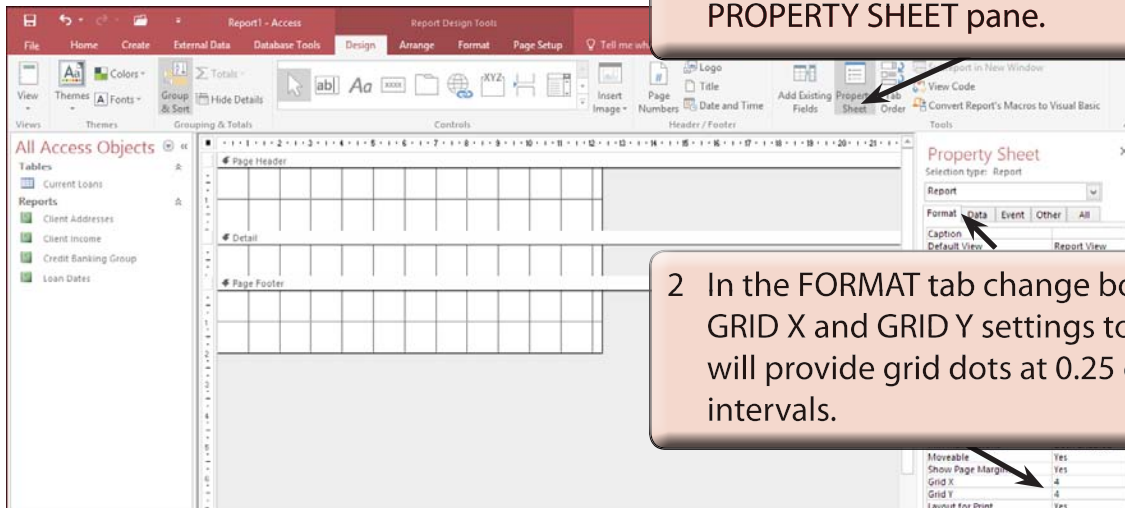 Report1 - Access
Report Design Tools
PROPERTY SHEET pane.
File Home Create External Data Database Tools Design Arrange Format Page Setup Tell me
View
Themes
Colors
Fonts
Group & Sort
Totals
Hide Details
ab| Aa XXXX XYZ
Insert Image
Page Numbers
Logo
Title
Date and Time
Add Existing Fields
Property Sheet
Tab Order
View Code
Convert Report's Macros to Visual Basic
Views Themes Grouping & Totals Controls Header / Footer Tools
All Access Objects
Tables
Current Loans
Reports
Client Addresses
Client Income
Credit Banking Group
Loan Dates
Page Header
Detail
Page Footer
Property Sheet
Selection type: Report
Report
Format Data Event Other All
Caption
Default View Report View
2 In the FORMAT tab change
GRID X and GRID Y settings
will provide grid dots at 0.25
intervals.
Moveable Yes
Show Page Margin Yes
Grid X 4
Grid Y 4
Layout for Print Yes